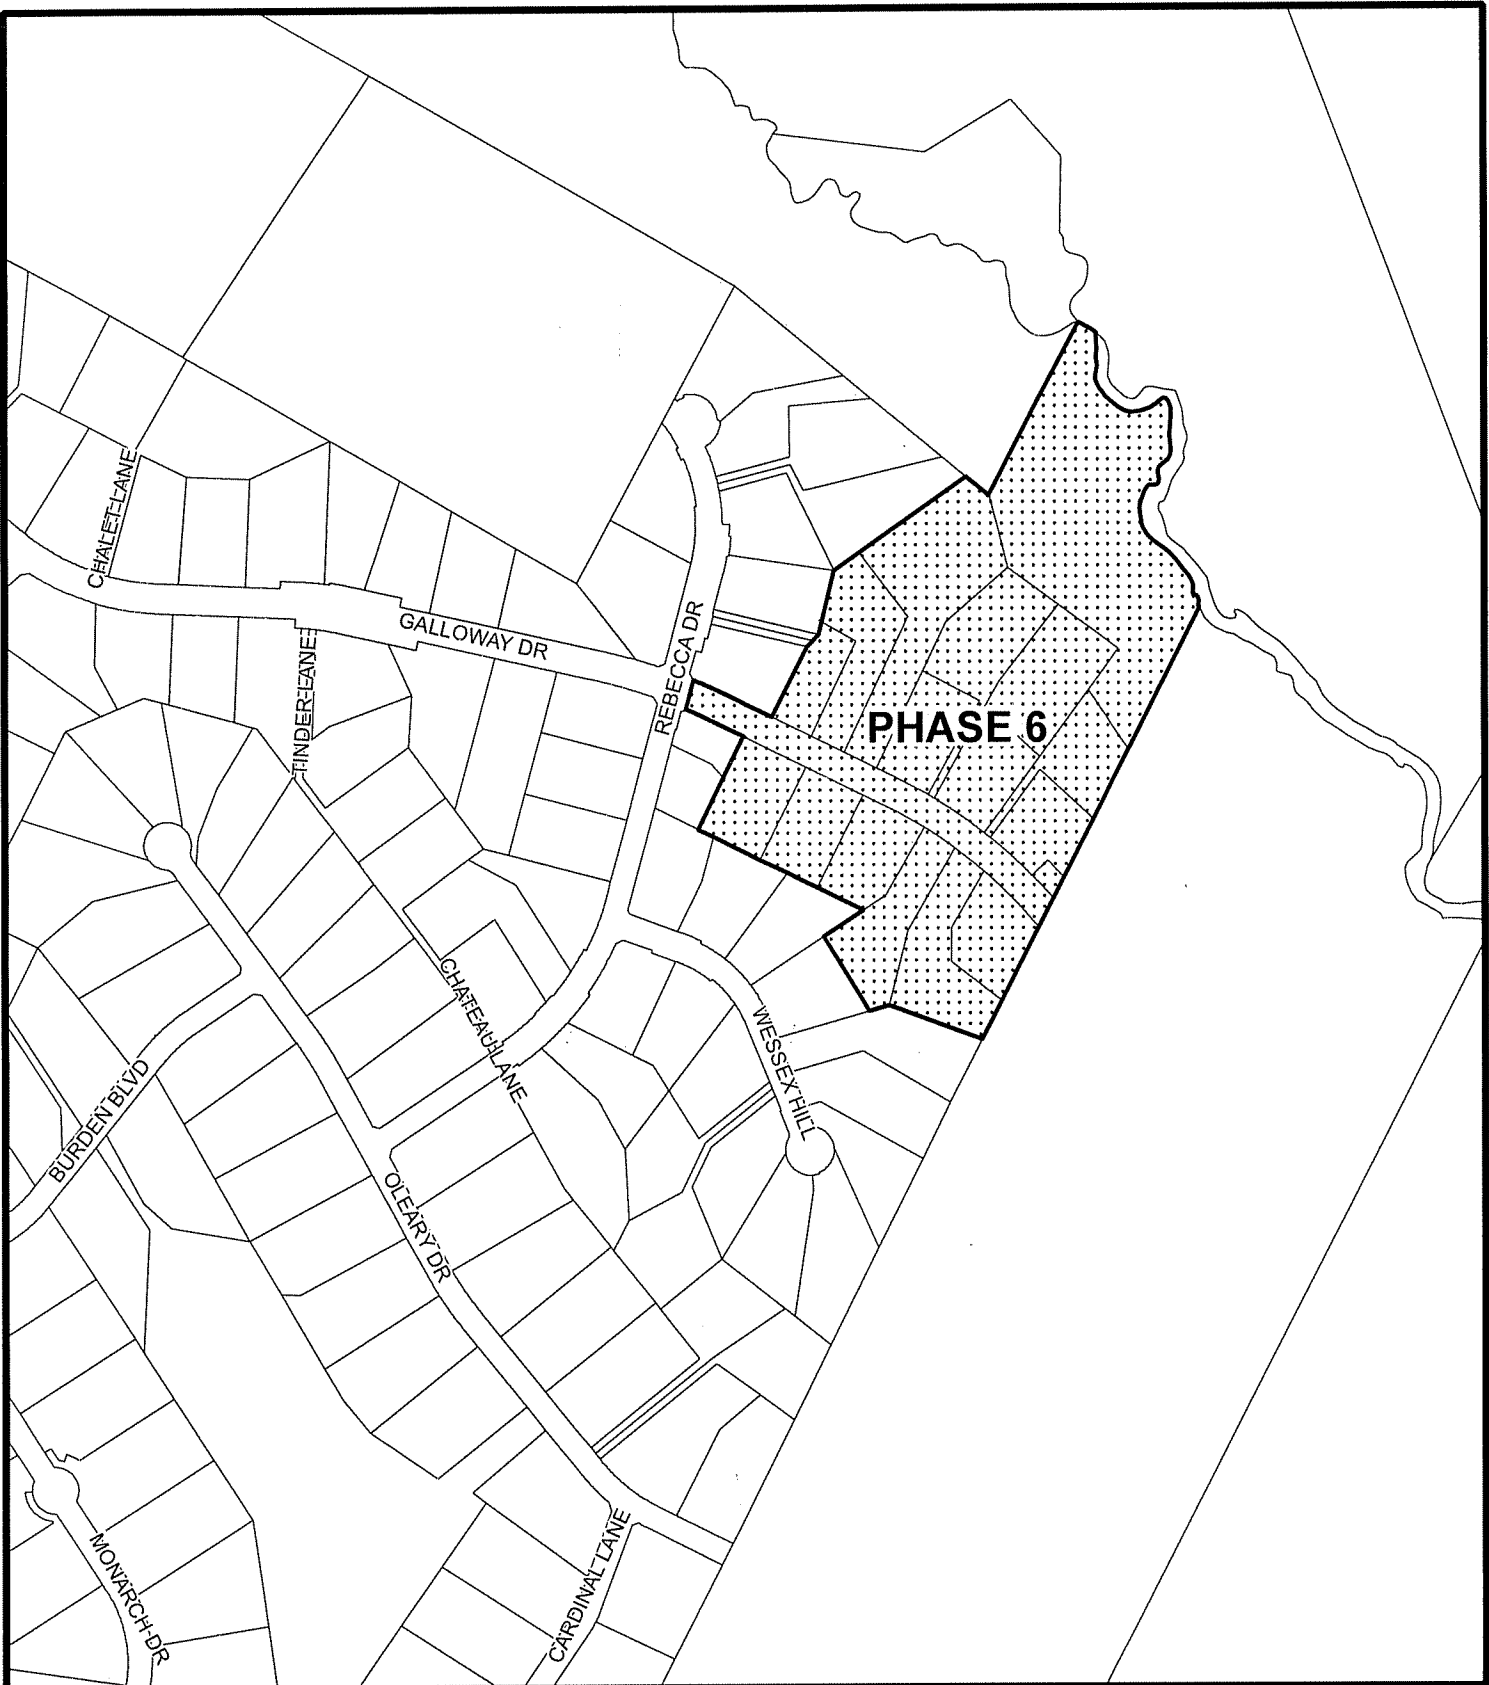 CHALET LANE
GALLOWAY DR
REBECCA DR
TINDER LANE
PHASE 6
CHATEAU LANE
WESSEX HILL
BURDEN BLVD
OLEARY DR
MONARCH DR
CARDINAL LANE